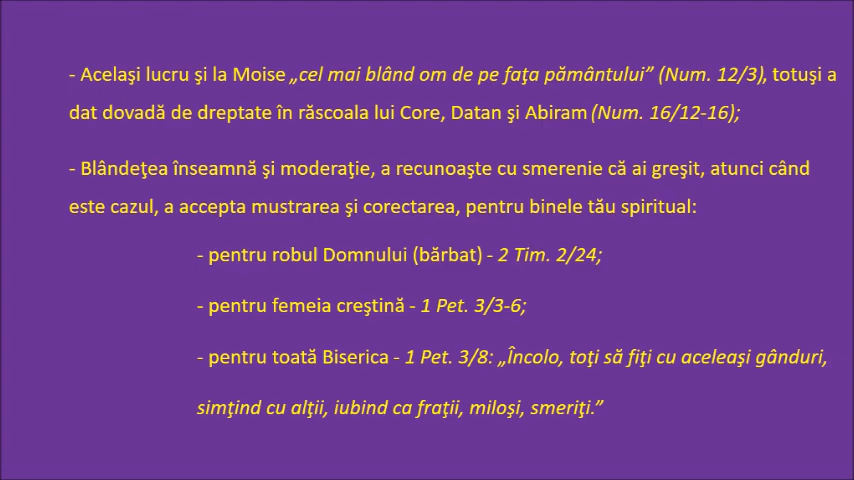 - Acelaşi lucru şi la Moise „cel mai blând om de pe faţa pământului” (Num. 12/3), totuşi a
dat dovadă de dreptate în răscoala lui Core, Datan şi Abiram (Num. 16/12-16);
- Blândeţea înseamnă şi moderaţie, a recunoaşte cu smerenie că ai greşit, atunci când
este cazul, a accepta mustrarea şi corectarea, pentru binele tău spiritual:
- pentru robul Domnului (bărbat) - 2 Tim. 2/24;
- pentru femeia creştină - 1 Pet. 3/3-6;
- pentru toată Biserica - 1 Pet. 3/8: „Încolo, toţi să fiţi cu aceleaşi gânduri,
simţind cu alţii, iubind ca fraţii, miloşi, smeriţi.”